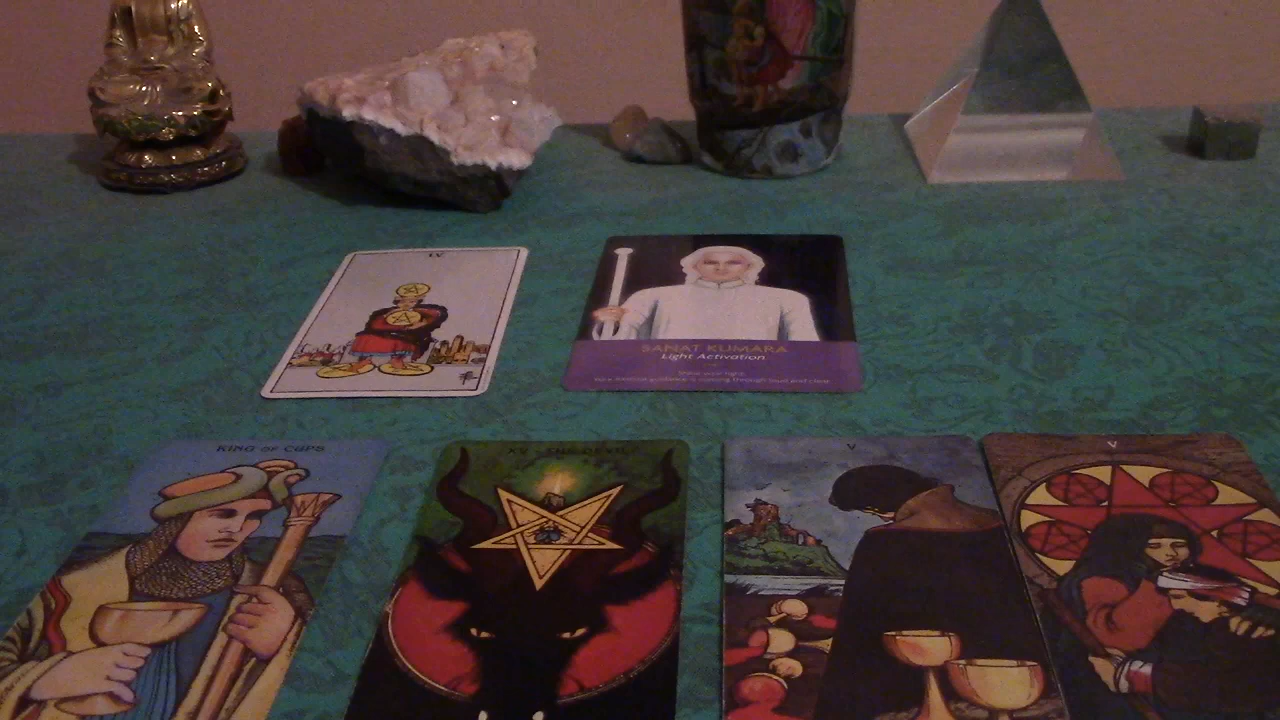 IV
SANAT KUMARA
Light Activation
KING OF CUPS
XV - THE DEVIL
V
V